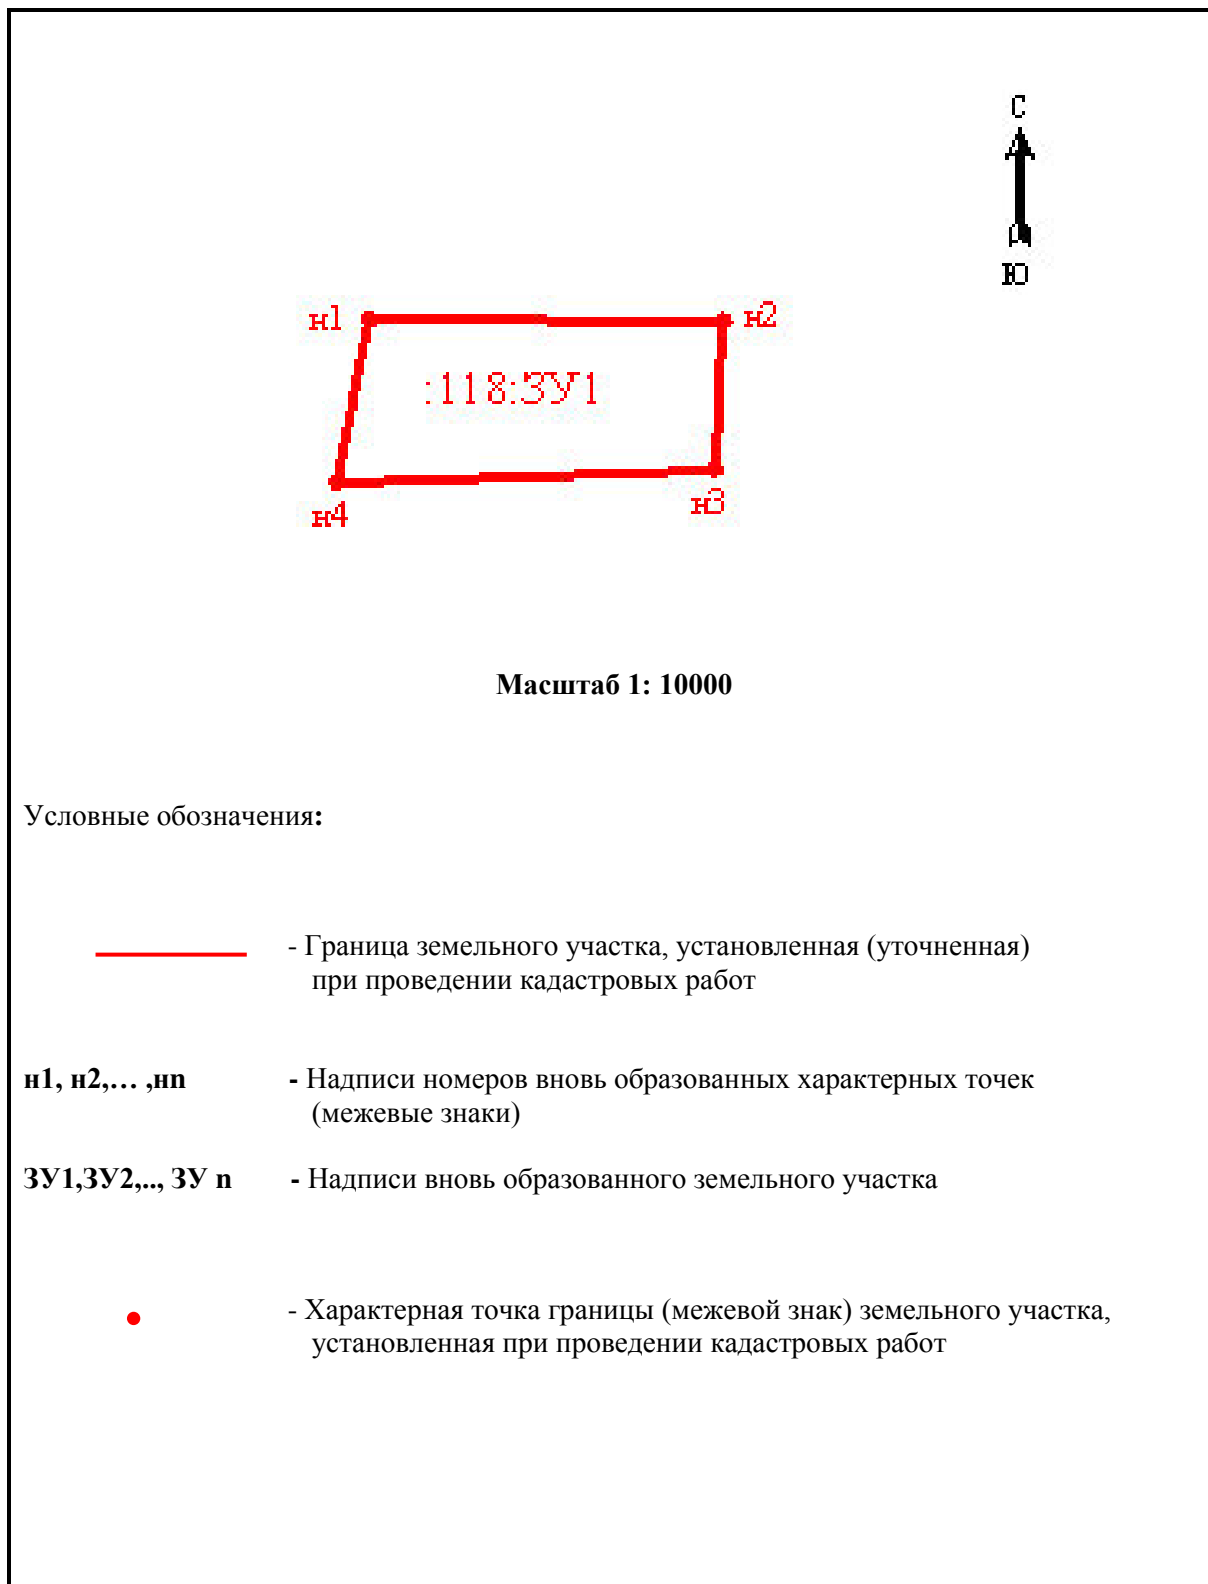 С
Ю
н1
н2
:118:ЗУ1
н3
н4
Масштаб 1: 10000
Условные обозначения:
- Граница земельного участка, установленная (уточненная)
при проведении кадастровых работ
н1, н2,… ,нn - Надписи номеров вновь образованных характерных точек
(межевые знаки)
ЗУ1,ЗУ2,.., ЗУ n - Надписи вновь образованного земельного участка
- Характерная точка границы (межевой знак) земельного участка,
установленная при проведении кадастровых работ